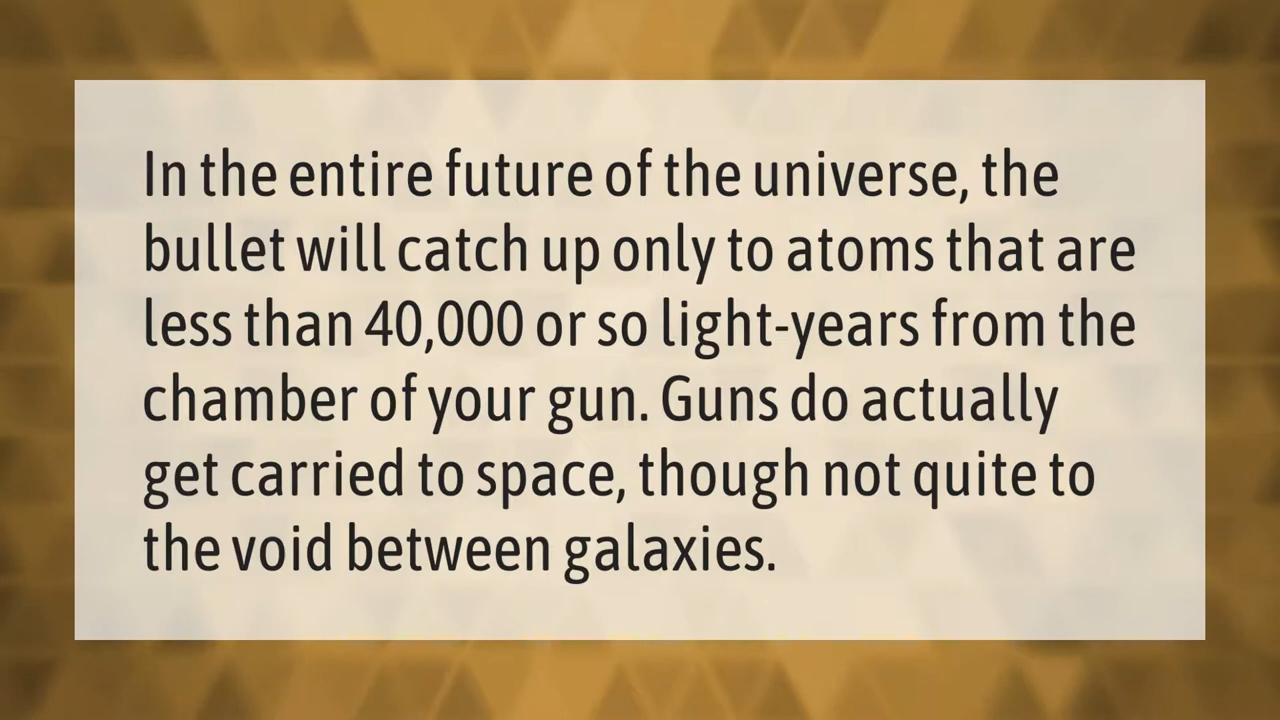 In the entire future of the universe, the
bullet will catch up only to atoms that are
less than 40,000 or so light-years from the
chamber of your gun. Guns do actually
get carried to space, though not quite to
the void between galaxies.